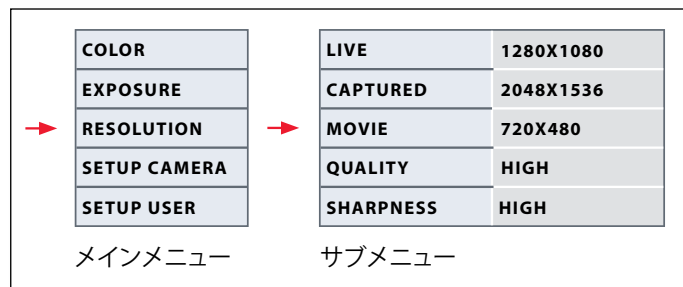 COLOR
EXPOSURE
RESOLUTION
SETUP CAMERA
SETUP USER
メインメニュー
LIVE 1280X1080
CAPTURED 2048X1536
MOVIE 720X480
QUALITY HIGH
SHARPNESS HIGH
サブメニュー